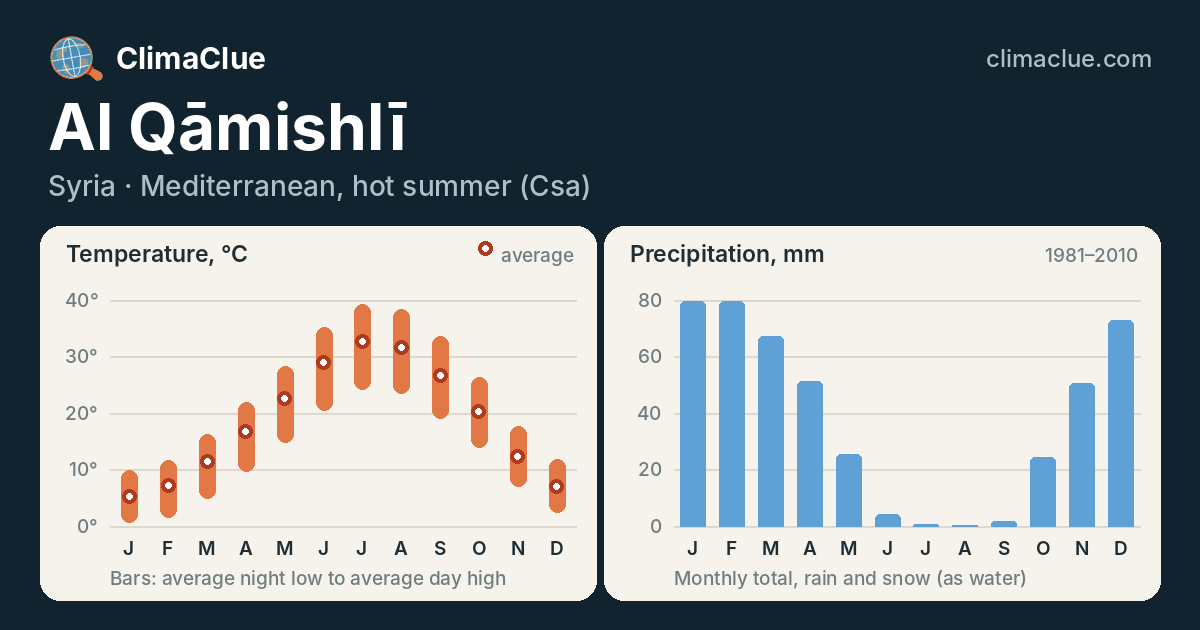 ClimaClue
climaclue.com
Al Qāmishlī
Syria · Mediterranean, hot summer (Csa)
Temperature, °C
average
40°
30°
20°
10°
0°
J F M A M J J A S O N D
Bars: average night low to average day high
Precipitation, mm
1981–2010
80
60
40
20
0
J F M A M J J A S O N D
Monthly total, rain and snow (as water)